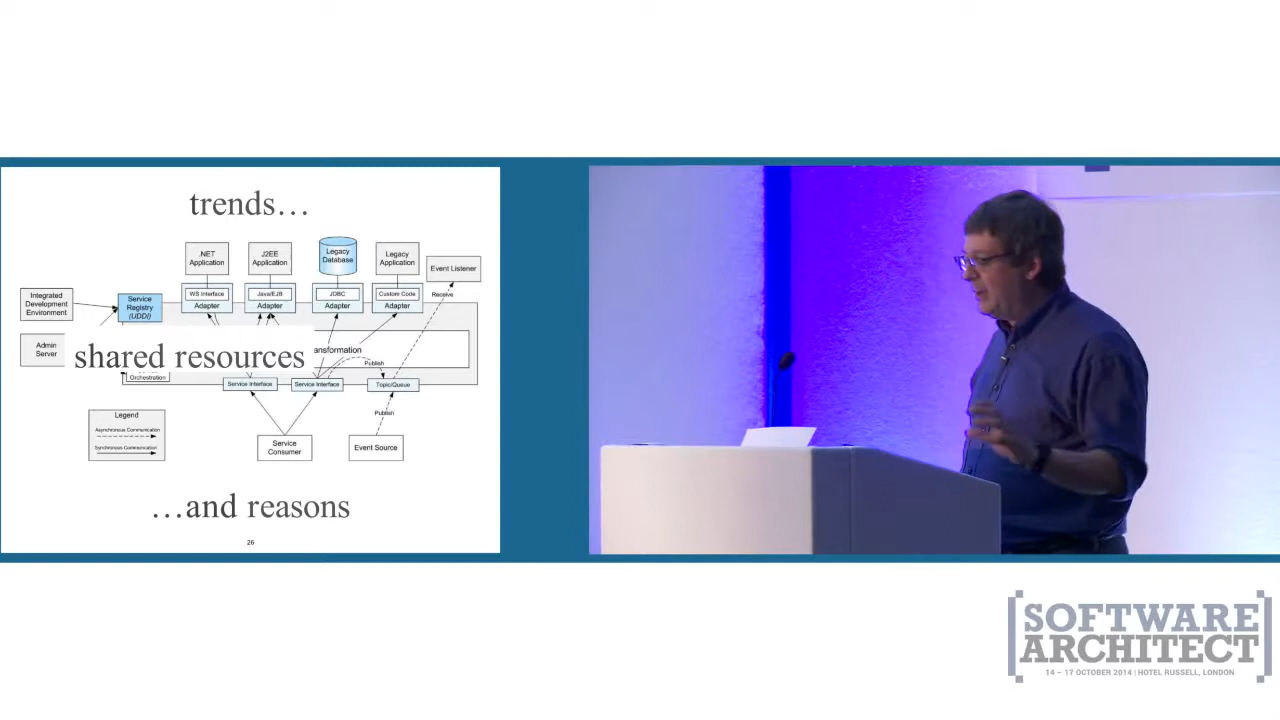 trends…
.NET
Application
J2EE
Application
Legacy
Database
Legacy
Application
Event Listener
Integrated
Development
Environment
Service
Registry
(UDDI)
WS Interface
Adapter
Java/EJB
Adapter
JDBC
Adapter
Custom Code
Adapter
Receive
Admin
Server
shared resources
ansformation
Publish
Orchestration
Service Interface
Service Interface
Topic/Queue
Publish
Legend
Asynchronous Communication
Synchronous Communication
Service
Consumer
Event Source
…and reasons
26
[SOFTWARE
ARCHITECT]
14 – 17 OCTOBER 2014 | HOTEL RUSSELL, LONDON